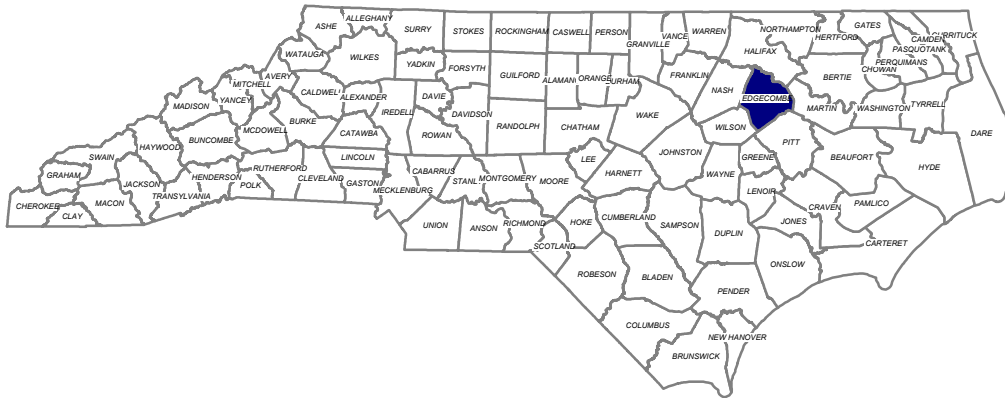 ALLEGHANY
ASHE
SURRY
STOKES
ROCKINGHAM
CASWELL
PERSON
GRANVILLE
VANCE
WARREN
NORTHAMPTON
HERTFORD
GATES
CAMDEN
CURRITUCK
PASQUOTANK
PERQUIMANS
CHOWAN
HALIFAX
WATAUGA
WILKES
YADKIN
FORSYTH
GUILFORD
ALAMANC
ORANGE
DURHAM
FRANKLIN
NASH
EDGECOMBE
BERTIE
MARTIN
WASHINGTON
TYRRELL
DARE
MITCHELL
AVERY
CALDWELL
ALEXANDER
IREDELL
DAVIE
DAVIDSON
RANDOLPH
CHATHAM
WAKE
WILSON
PITT
MADISON
YANCEY
MCDOWELL
BURKE
CATAWBA
ROWAN
JOHNSTON
GREENE
BEAUFORT
HYDE
SWAIN
HAYWOOD
BUNCOMBE
LINCOLN
LEE
HARNETT
WAYNE
GRAHAM
JACKSON
HENDERSON
RUTHERFORD
POLK
CLEVELAND
GASTON
MECKLENBURG
CABARRUS
STANL
MONTGOMERY
MOORE
LENOIR
CRAVEN
PAMLICO
CHEROKEE
CLAY
MACON
TRANSYLVANIA
UNION
ANSON
RICHMOND
SCOTLAND
HOKE
CUMBERLAND
SAMPSON
DUPLIN
JONES
CARTERET
ONSLOW
ROBESON
BLADEN
PENDER
COLUMBUS
NEW HANOVER
BRUNSWICK